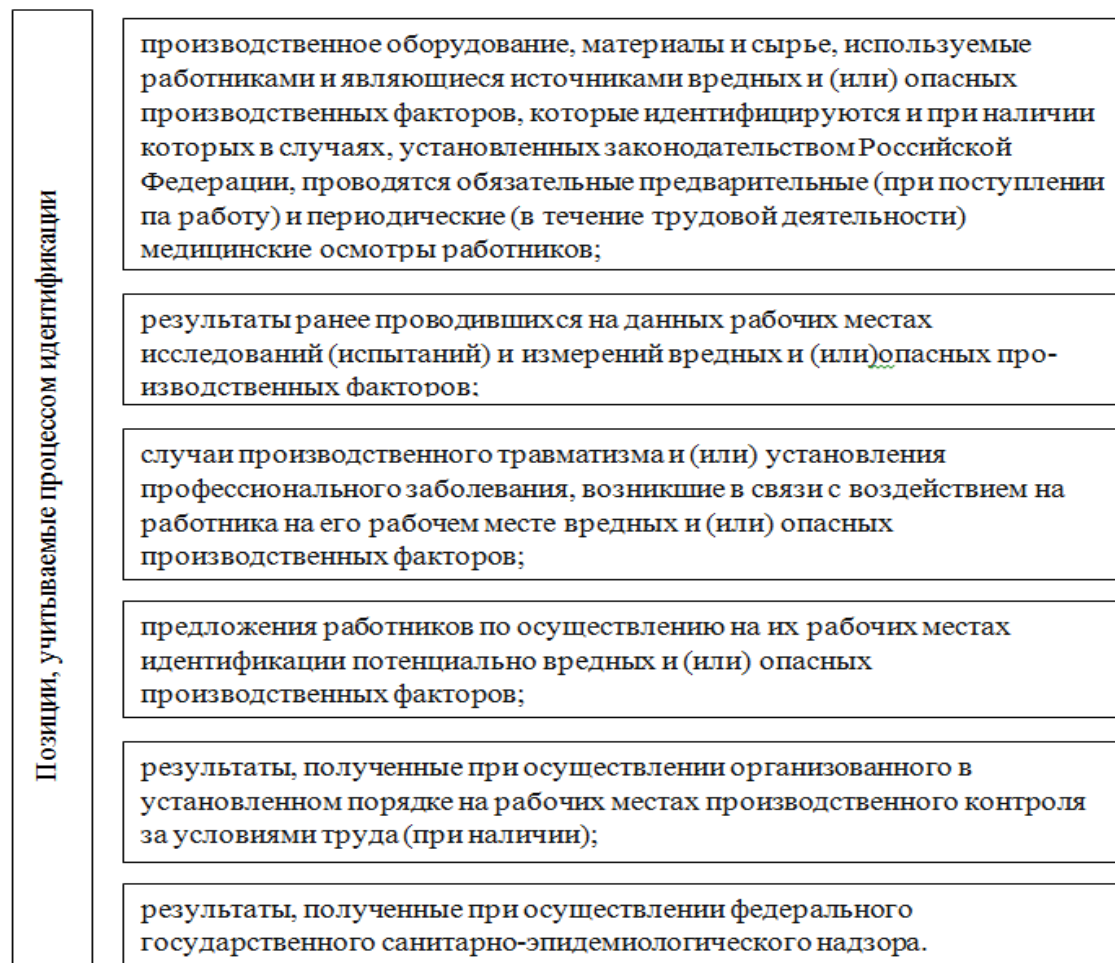 Позиции, учитываемые процессом идентификации
производственное оборудование, материалы и сырье, используемые
работниками и являющиеся источниками вредных и (или) опасных
производственных факторов, которые идентифицируются и при наличии
которых в случаях, установленных законодательством Российской
Федерации, проводятся обязательные предварительные (при поступлении
па работу) и периодические (в течение трудовой деятельности)
медицинские осмотры работников;
результаты ранее проводившихся на данных рабочих местах
исследований (испытаний) и измерений вредных и (или)опасных про-
изводственных факторов;
случаи производственного травматизма и (или) установления
профессионального заболевания, возникшие в связи с воздействием на
работника на его рабочем месте вредных и (или) опасных
производственных факторов;
предложения работников по осуществлению на их рабочих местах
идентификации потенциально вредных и (или) опасных
производственных факторов;
результаты, полученные при осуществлении организованного в
установленном порядке на рабочих местах производственного контроля
за условиями труда (при наличии);
результаты, полученные при осуществлении федерального
государственного санитарно-эпидемиологического надзора.